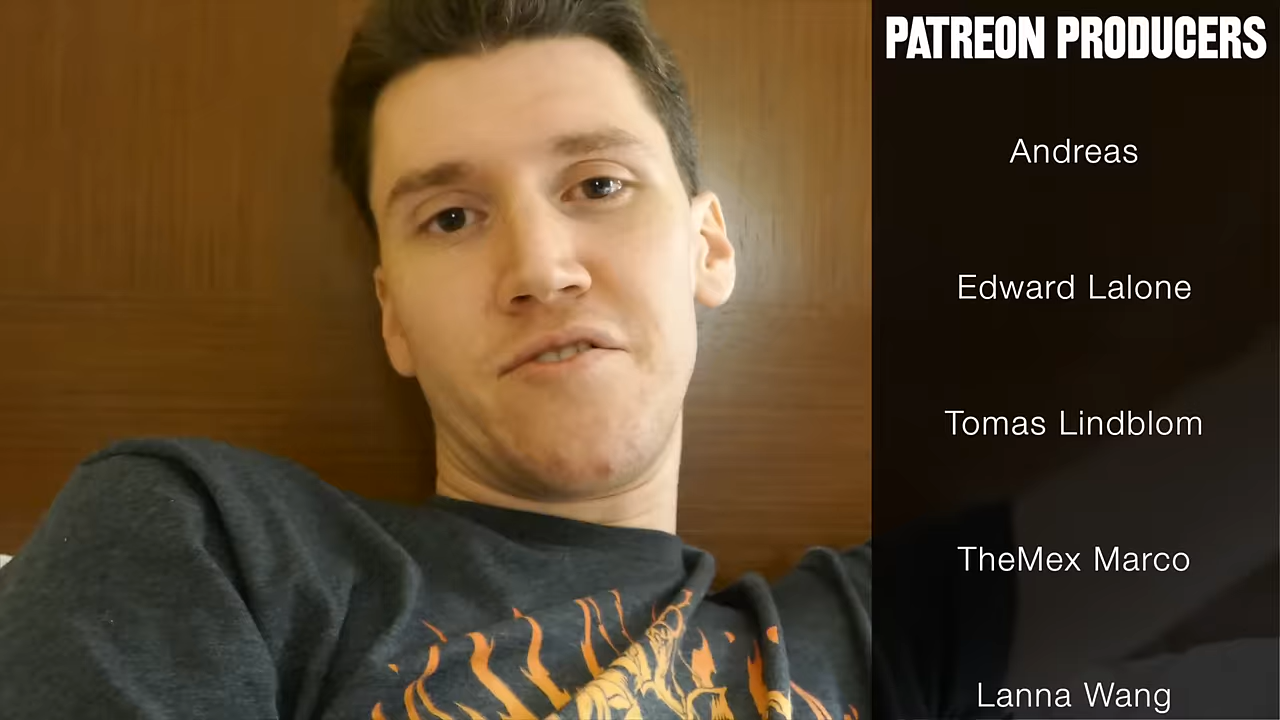 PATREON PRODUCERS
Andreas
Edward Lalone
Tomas Lindblom
TheMex Marco
Lanna Wang